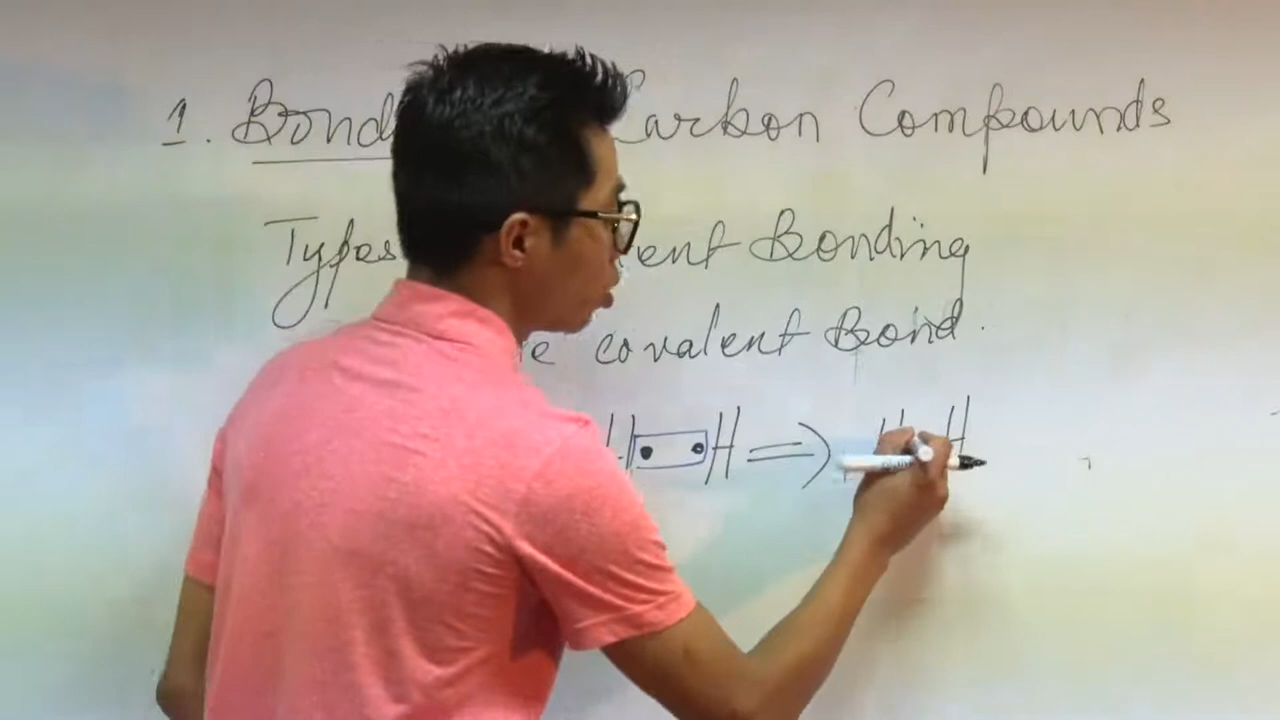 1. Bond Carbon Compounds
Types ent Bonding
e covalent Bond.
H • • H => H H